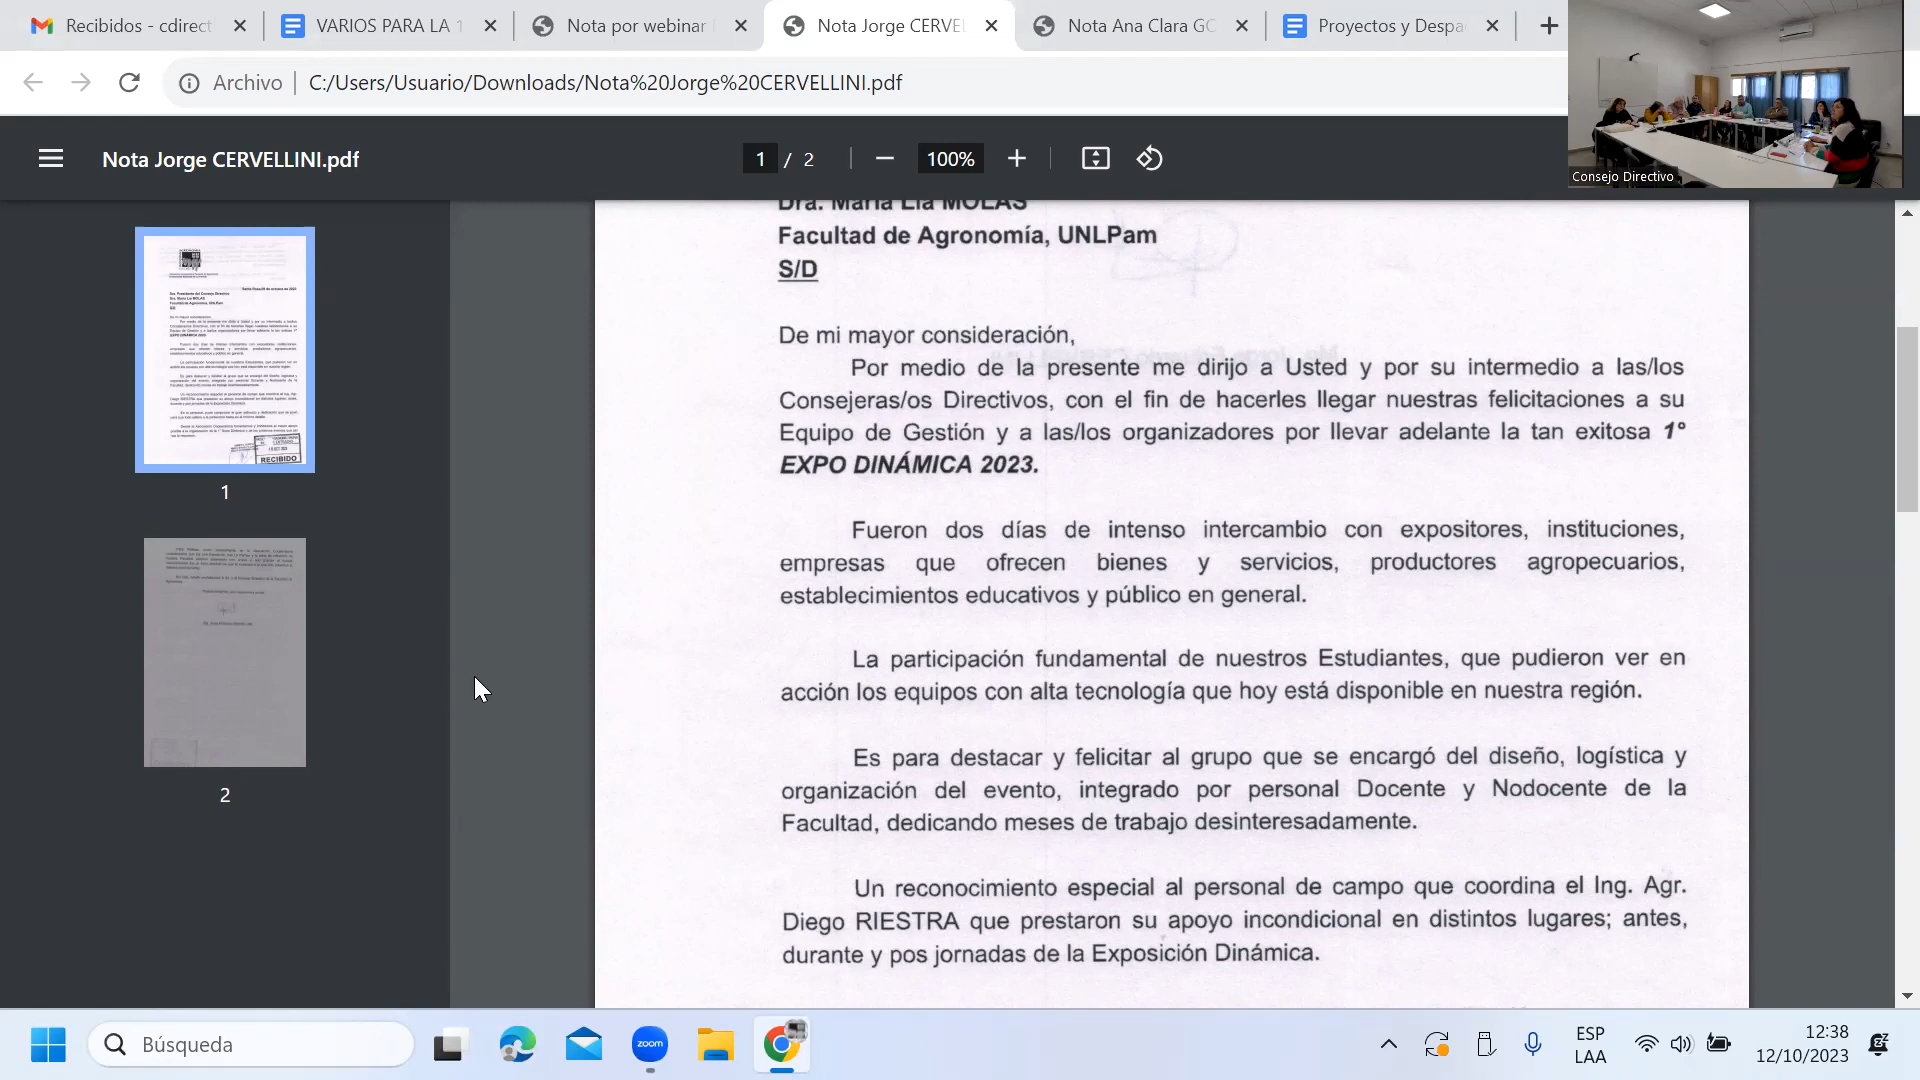 Recibidos - cdirect
VARIOS PARA LA 1
Nota por webinar
Nota Jorge CERVEL
Nota Ana Clara GO
Proyectos y Despa
Archivo
C:/Users/Usuario/Downloads/Nota%20Jorge%20CERVELLINI.pdf
Nota Jorge CERVELLINI.pdf
1 / 2
100%
Consejo Directivo
1
2
Dra. María Lía MOLAS
Facultad de Agronomía, UNLPam
S/D
De mi mayor consideración,
Por medio de la presente me dirijo a Usted y por su intermedio a las/los
Consejeras/os Directivos, con el fin de hacerles llegar nuestras felicitaciones a su
Equipo de Gestión y a las/los organizadores por llevar adelante la tan exitosa 1°
EXPO DINÁMICA 2023.
Fueron dos días de intenso intercambio con expositores, instituciones,
empresas que ofrecen bienes y servicios, productores agropecuarios,
establecimientos educativos y público en general.
La participación fundamental de nuestros Estudiantes, que pudieron ver en
acción los equipos con alta tecnología que hoy está disponible en nuestra región.
Es para destacar y felicitar al grupo que se encargó del diseño, logística y
organización del evento, integrado por personal Docente y Nodocente de la
Facultad, dedicando meses de trabajo desinteresadamente.
Un reconocimiento especial al personal de campo que coordina el Ing. Agr.
Diego RIESTRA que prestaron su apoyo incondicional en distintos lugares; antes,
durante y pos jornadas de la Exposición Dinámica.
Búsqueda
zoom
ESP
LAA
12:38
12/10/2023